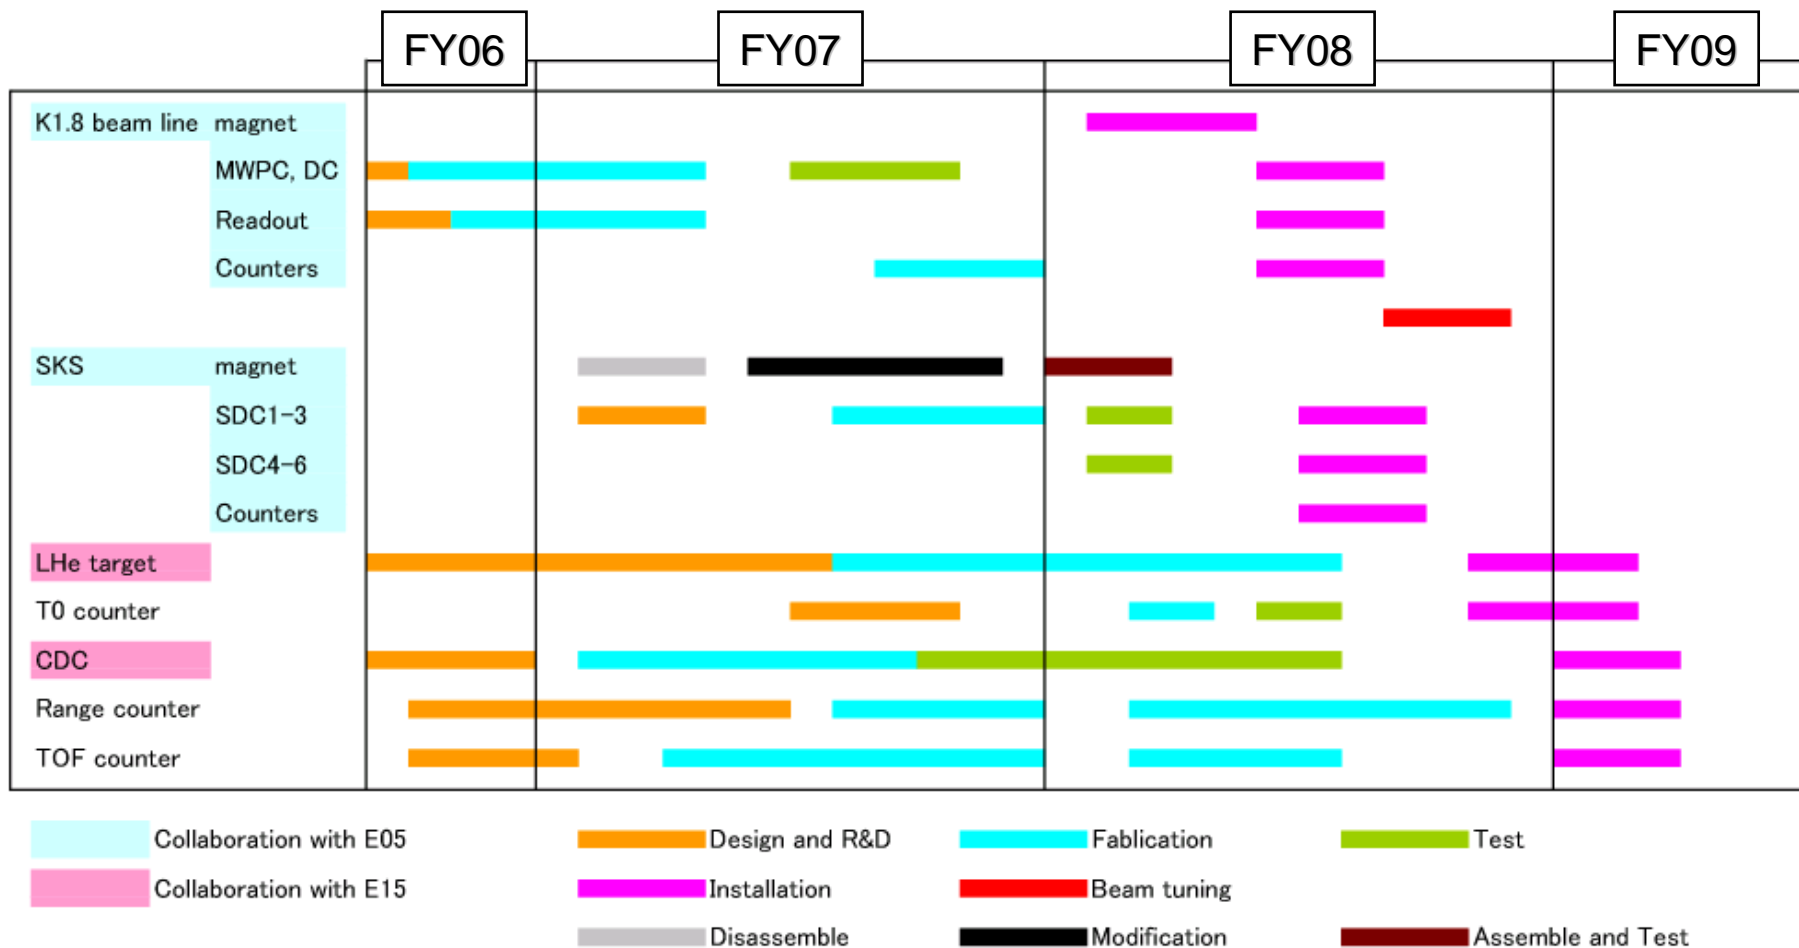 FY06 FY07 FY08 FY09
K1.8 beam line magnet
MWPC, DC
Readout
Counters
SKS magnet
SDC1-3
SDC4-6
Counters
LHe target
T0 counter
CDC
Range counter
TOF counter
Collaboration with E05 Design and R&D Fablication Test
Collaboration with E15 Installation Beam tuning
Disassemble Modification Assemble and Test